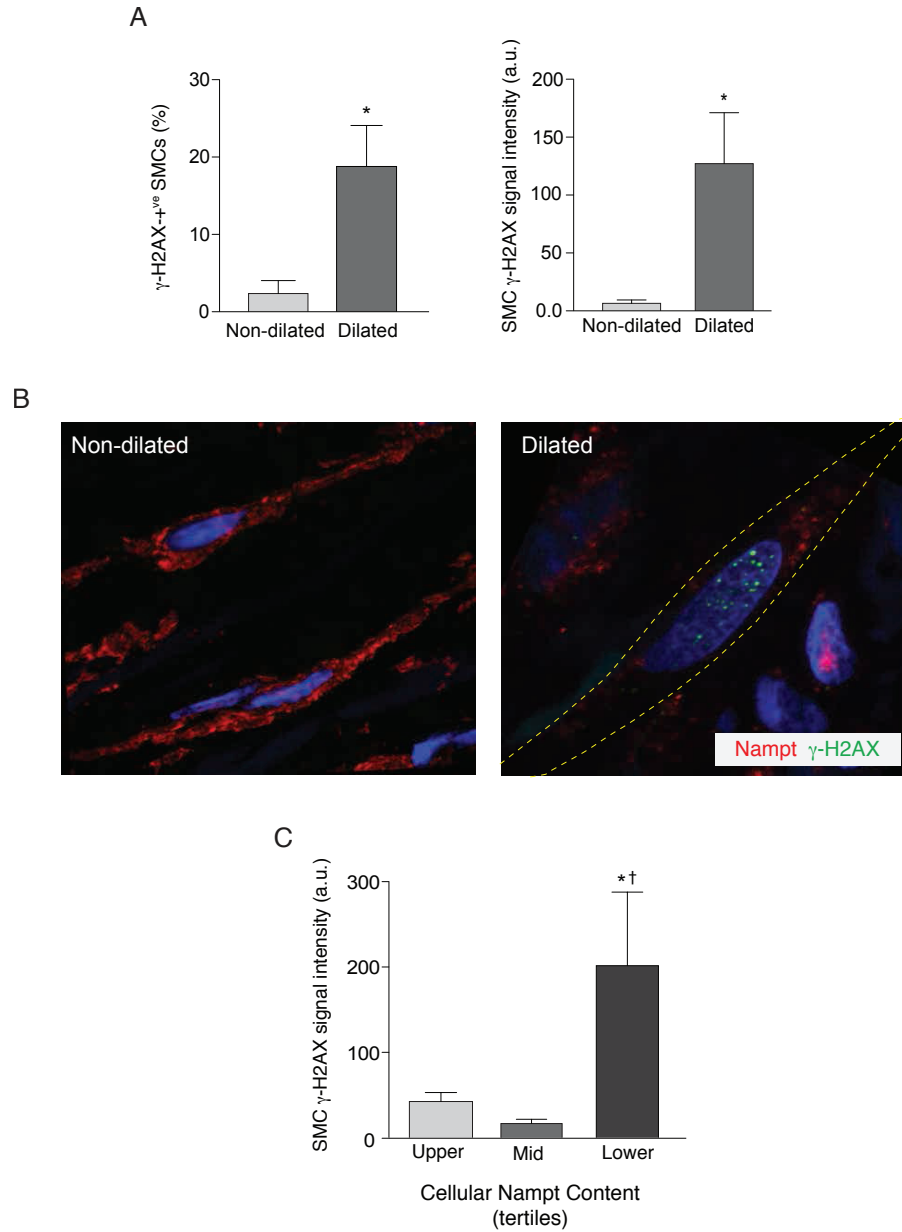 A
γ-H2AX-+ve SMCs (%)
30
20
10
0
*
Non-dilated Dilated
SMC γ-H2AX signal intensity (a.u.)
200
150
100
50
0.0
*
Non-dilated Dilated
B
Non-dilated
Dilated
Nampt γ-H2AX
C
SMC γ-H2AX signal intensity (a.u.)
300
200
100
0
*†
Upper Mid Lower
Cellular Nampt Content
(tertiles)